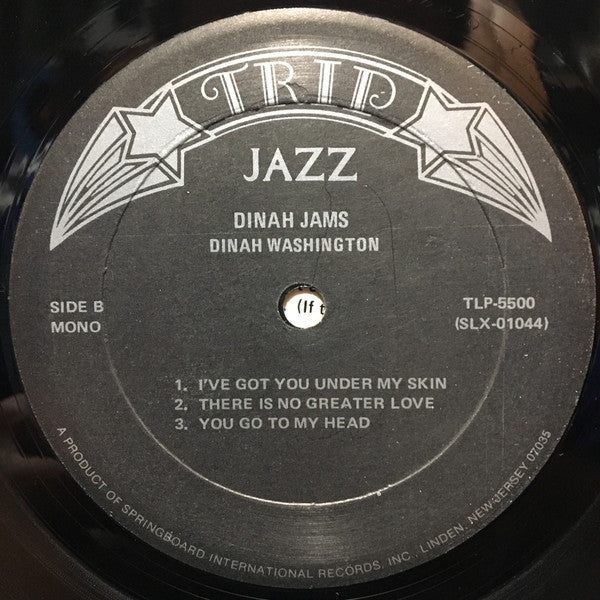 TRIP
JAZZ
DINAH JAMS
DINAH WASHINGTON
SIDE B
MONO
(If t
TLP-5500
(SLX-01044)
1. I'VE GOT YOU UNDER MY SKIN
2. THERE IS NO GREATER LOVE
3. YOU GO TO MY HEAD
A PRODUCT OF SPRINGBOARD INTERNATIONAL RECORDS, INC., LINDEN, NEW JERSEY 07035